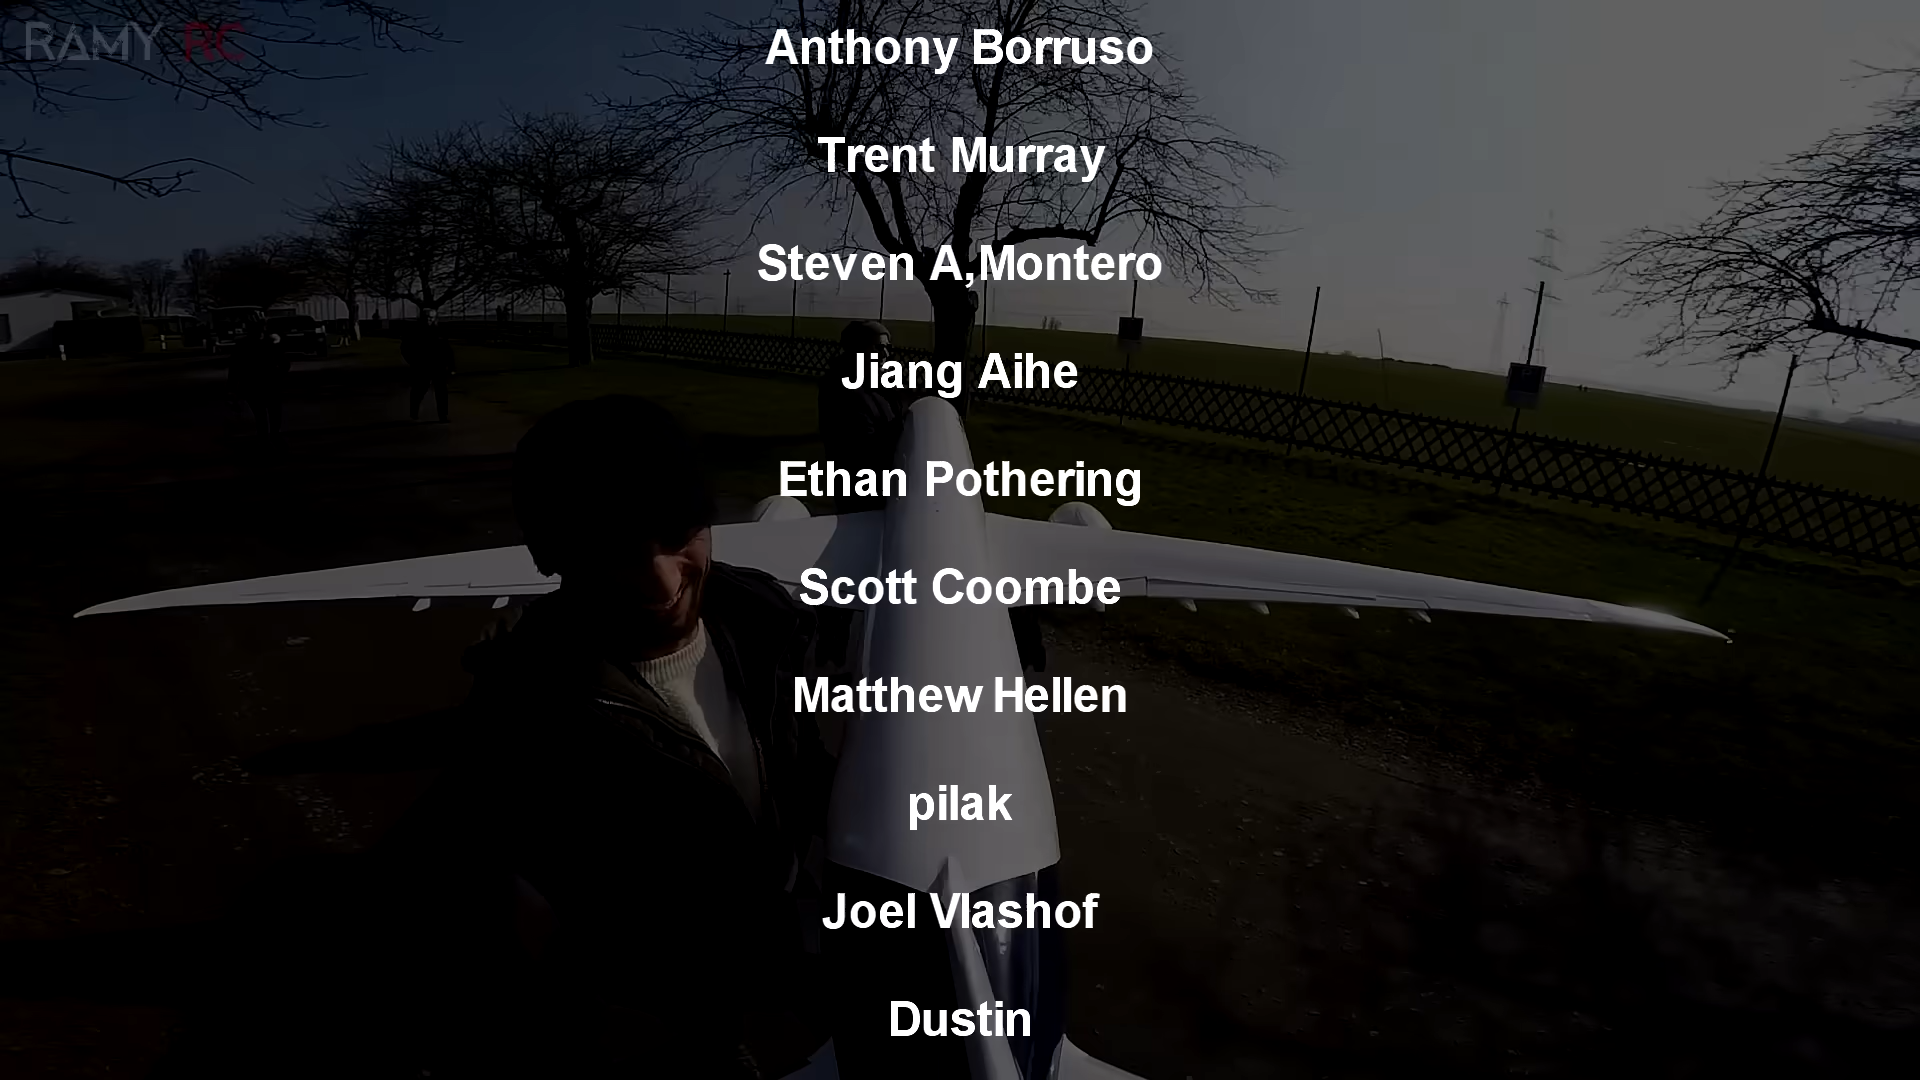 RAMY RC
Anthony Borruso
Trent Murray
Steven A,Montero
Jiang Aihe
Ethan Pothering
Scott Coombe
Matthew Hellen
pilak
Joel Vlashof
Dustin